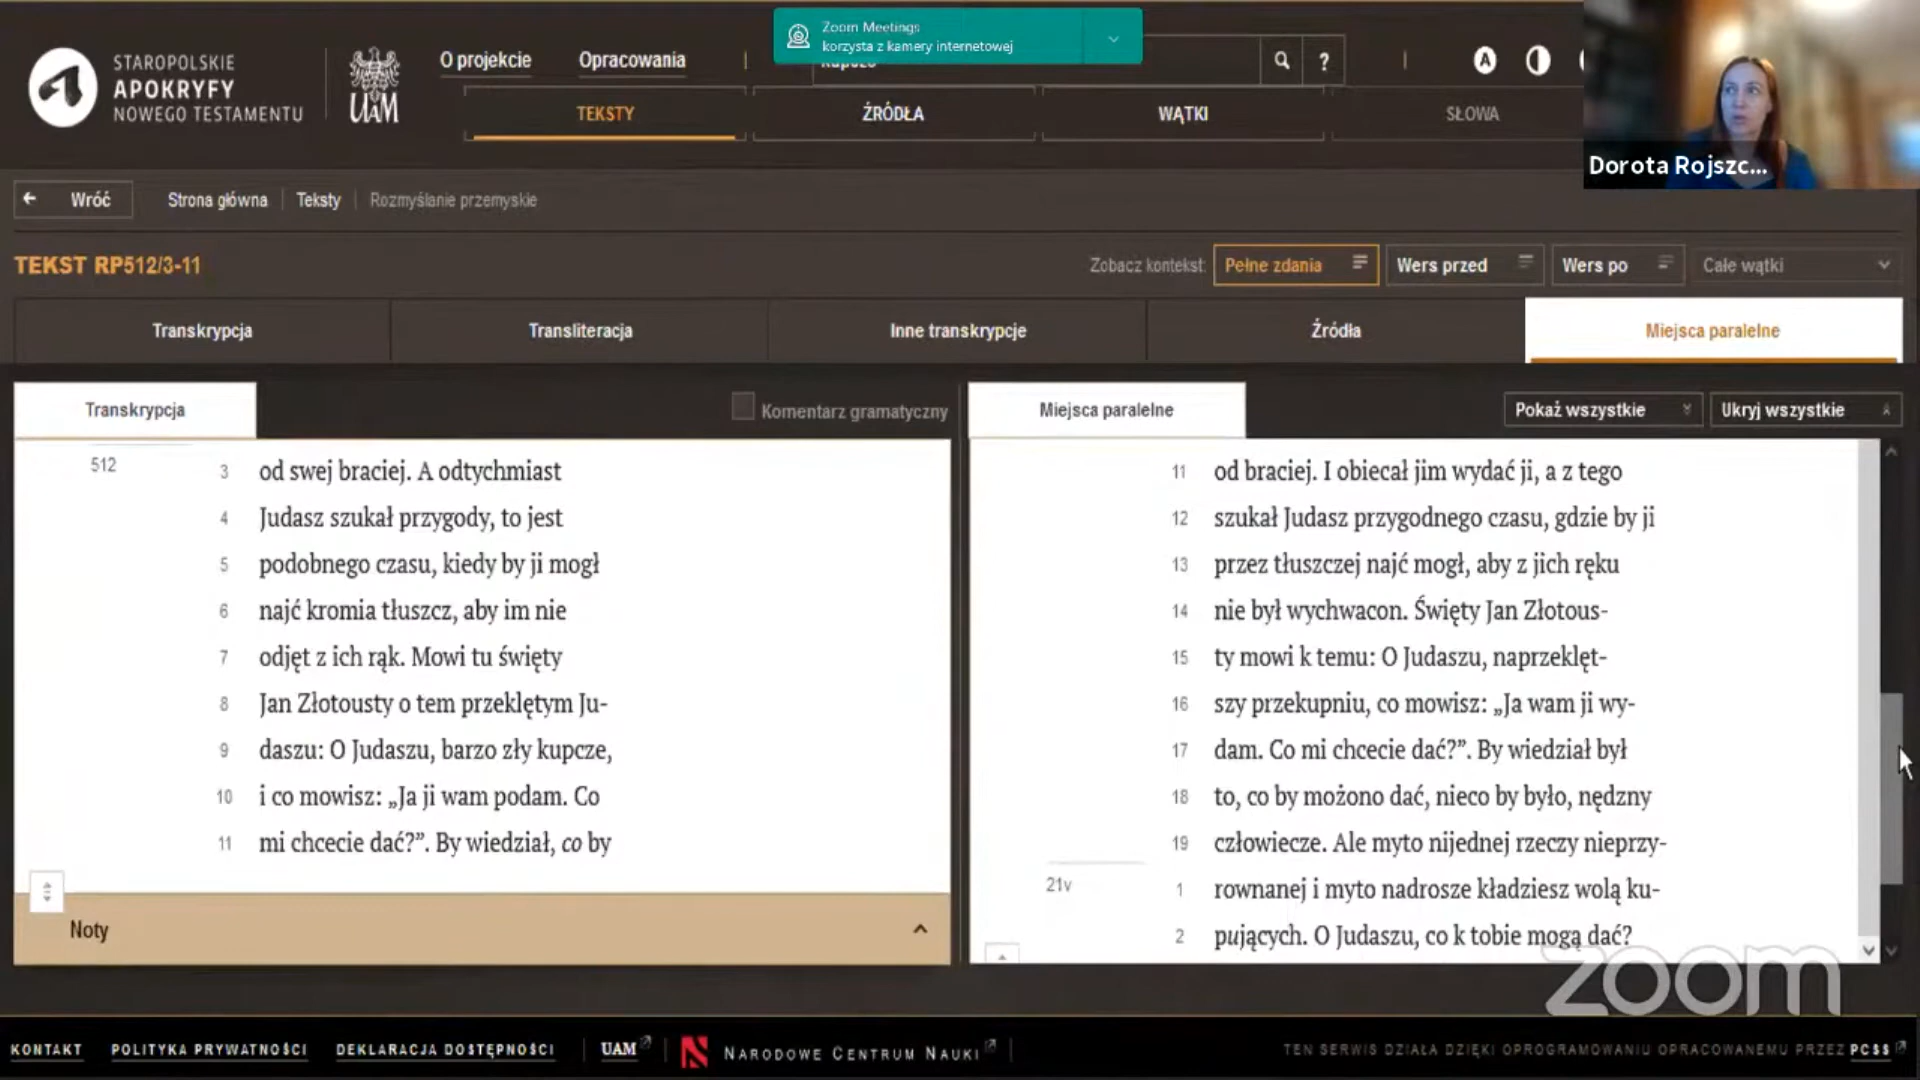 Zoom Meetings
korzysta z kamery internetowej
STAROPOLSKIE
APOKRYFY
NOWEGO TESTAMENTU
UAM
O projekcie
Opracowania
?
A
TEKSTY
ŹRÓDŁA
WĄTKI
SŁOWA
Dorota Rojszc...
Wróć
Strona główna
Teksty
Rozmyślanie przemyskie
TEKST RP512/3-11
Zobacz kontekst:
Pełne zdania
Wers przed
Wers po
Całe wątki
Transkrypcja
Transliteracja
Inne transkrypcje
Źródła
Miejsca paralelne
Transkrypcja
Komentarz gramatyczny
512
3 od swej braciej. A odtychmiast
4 Judasz szukał przygody, to jest
5 podobnego czasu, kiedy by ji mogł
6 najć kromia tłuszcz, aby im nie
7 odjęt z ich rąk. Mowi tu święty
8 Jan Złotousty o tem przeklętym Ju-
9 daszu: O Judaszu, barzo zły kupcze,
10 i co mowisz: „Ja ji wam podam. Co
11 mi chcecie dać?”. By wiedział, co by
Noty
Miejsca paralelne
Pokaż wszystkie
Ukryj wszystkie
11 od braciej. I obiecał jim wydać ji, a z tego
12 szukał Judasz przygodnego czasu, gdzie by ji
13 przez tłuszczej najć mogł, aby z jich ręku
14 nie był wychwacon. Święty Jan Złotous-
15 ty mowi k temu: O Judaszu, naprzeklęt-
16 szy przekupniu, co mowisz: „Ja wam ji wy-
17 dam. Co mi chcecie dać?”. By wiedział był
18 to, co by możono dać, nieco by było, nędzny
19 człowiecze. Ale myto nijednej rzeczy nieprzy-
21v
1 rownanej i myto nadrosze kładziesz wolą ku-
2 pujących. O Judaszu, co k tobie mogą dać?
zoom
KONTAKT
POLITYKA PRYWATNOŚCI
DEKLARACJA DOSTĘPNOŚCI
UAM
NARODOWE CENTRUM NAUKI
TEN SERWIS DZIAŁA DZIĘKI OPROGRAMOWANIU OPRACOWANEMU PRZEZ PCSS